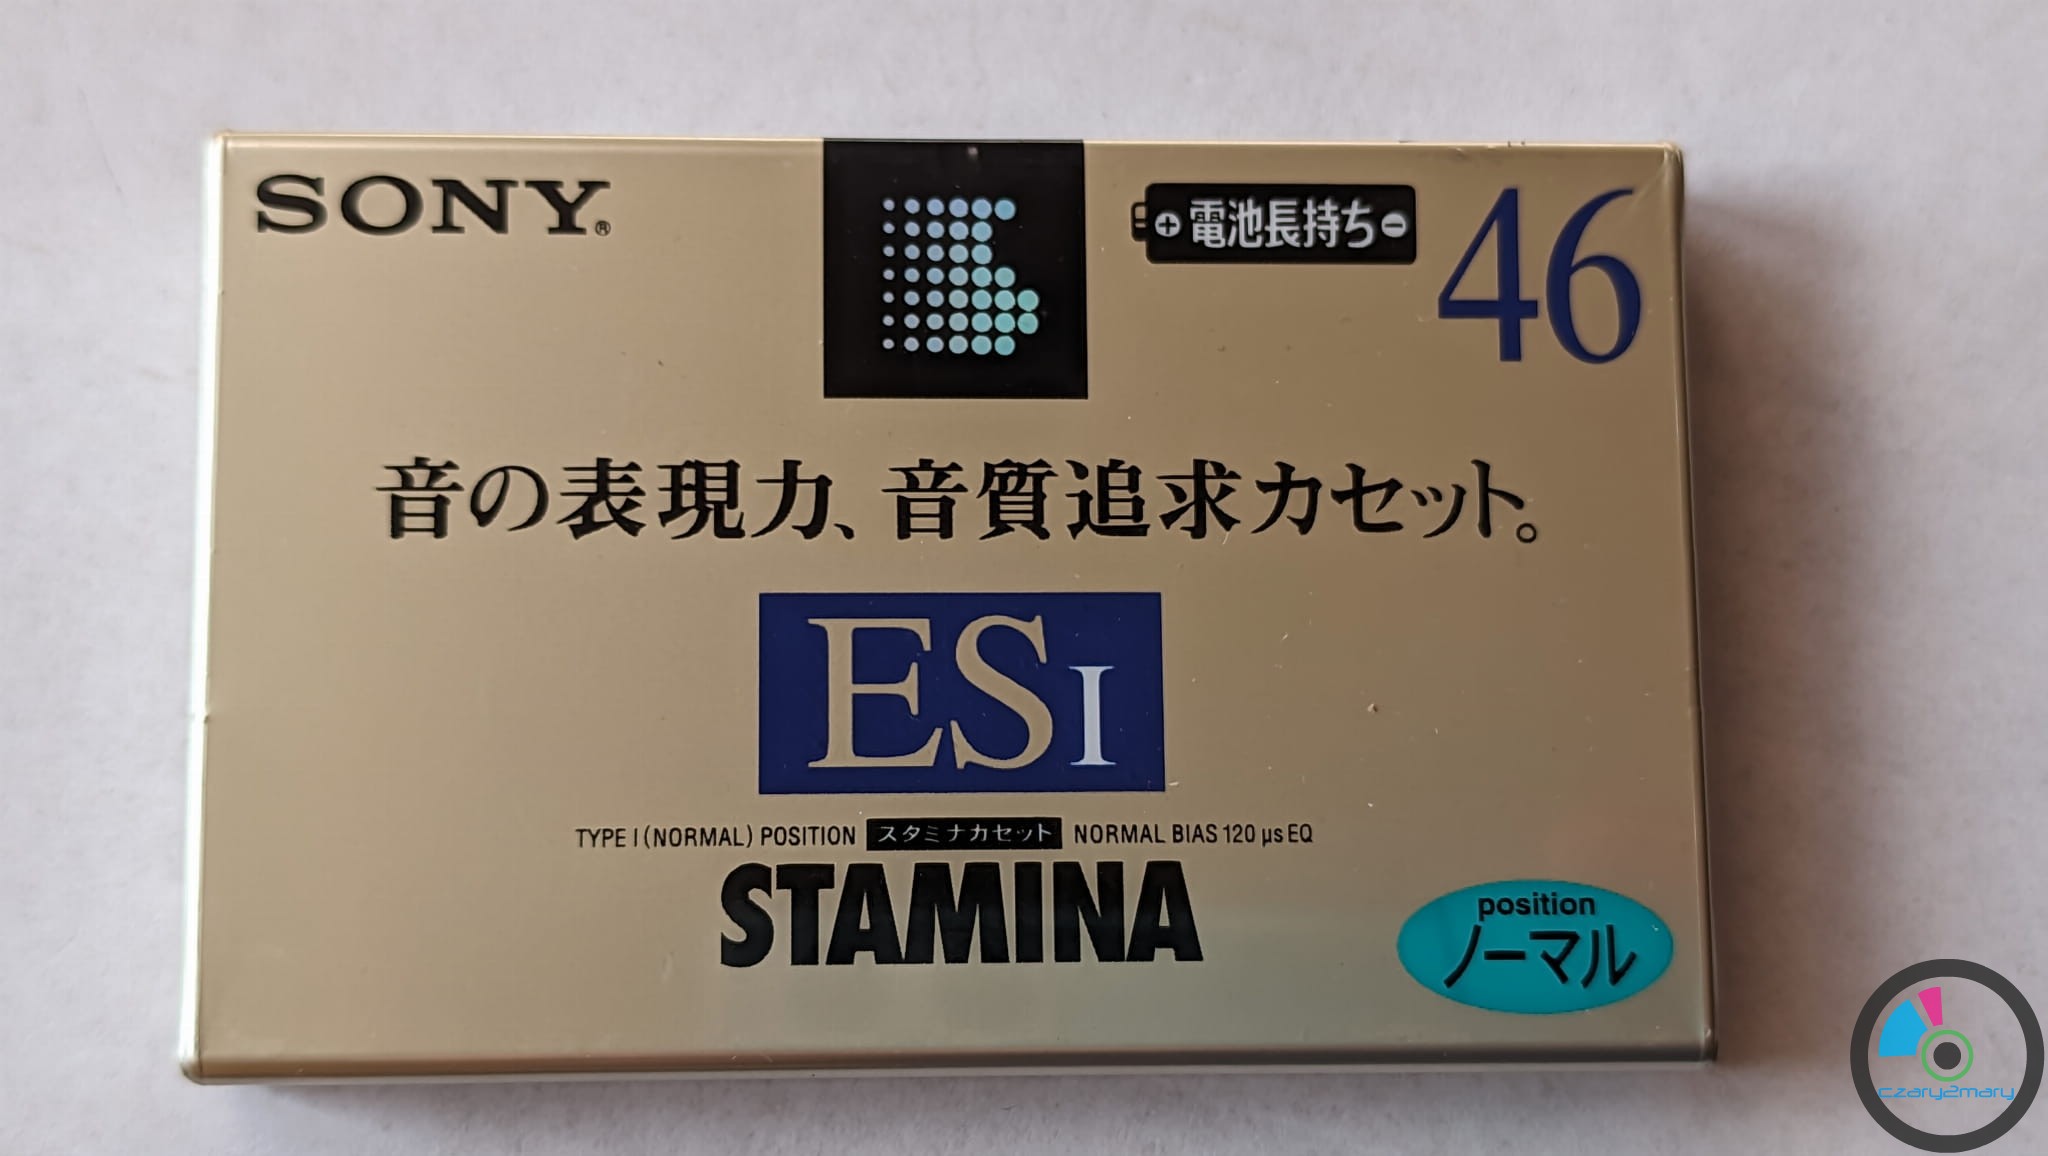 SONY®
+ 電池長持ち −
46
音の表現力、音質追求カセット。
ES I
TYPE I (NORMAL) POSITION スタミナカセット NORMAL BIAS 120 µs EQ
STAMINA
position
ノーマル
czary2mary